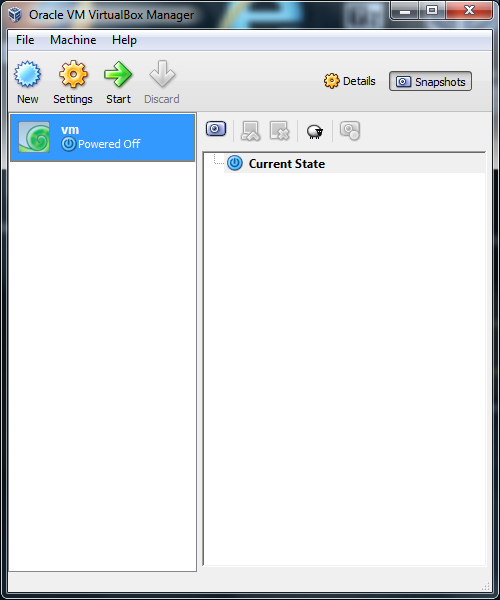 Oracle VM VirtualBox Manager
File Machine Help
New Settings Start Discard Details Snapshots
vm
Powered Off
Current State